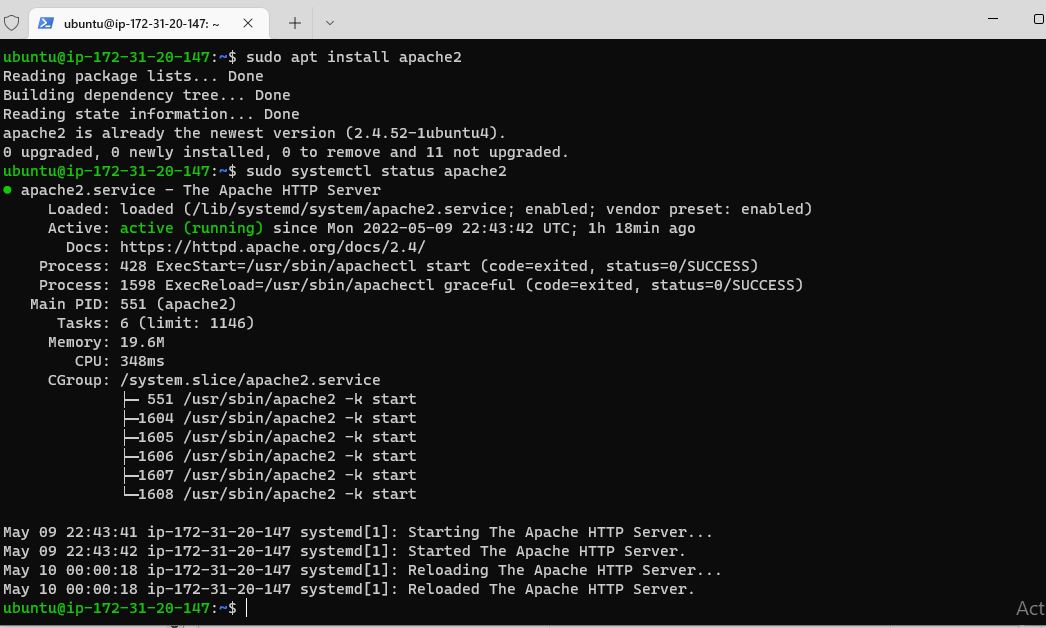 ubuntu@ip-172-31-20-147: ~
ubuntu@ip-172-31-20-147:~$ sudo apt install apache2
Reading package lists... Done
Building dependency tree... Done
Reading state information... Done
apache2 is already the newest version (2.4.52-1ubuntu4).
0 upgraded, 0 newly installed, 0 to remove and 11 not upgraded.
ubuntu@ip-172-31-20-147:~$ sudo systemctl status apache2
● apache2.service - The Apache HTTP Server
Loaded: loaded (/lib/systemd/system/apache2.service; enabled; vendor preset: enabled)
Active: active (running) since Mon 2022-05-09 22:43:42 UTC; 1h 18min ago
Docs: https://httpd.apache.org/docs/2.4/
Process: 428 ExecStart=/usr/sbin/apachectl start (code=exited, status=0/SUCCESS)
Process: 1598 ExecReload=/usr/sbin/apachectl graceful (code=exited, status=0/SUCCESS)
Main PID: 551 (apache2)
Tasks: 6 (limit: 1146)
Memory: 19.6M
CPU: 348ms
CGroup: /system.slice/apache2.service
├─ 551 /usr/sbin/apache2 -k start
├─1604 /usr/sbin/apache2 -k start
├─1605 /usr/sbin/apache2 -k start
├─1606 /usr/sbin/apache2 -k start
├─1607 /usr/sbin/apache2 -k start
└─1608 /usr/sbin/apache2 -k start
May 09 22:43:41 ip-172-31-20-147 systemd[1]: Starting The Apache HTTP Server...
May 09 22:43:42 ip-172-31-20-147 systemd[1]: Started The Apache HTTP Server.
May 10 00:00:18 ip-172-31-20-147 systemd[1]: Reloading The Apache HTTP Server...
May 10 00:00:18 ip-172-31-20-147 systemd[1]: Reloaded The Apache HTTP Server.
ubuntu@ip-172-31-20-147:~$
Act